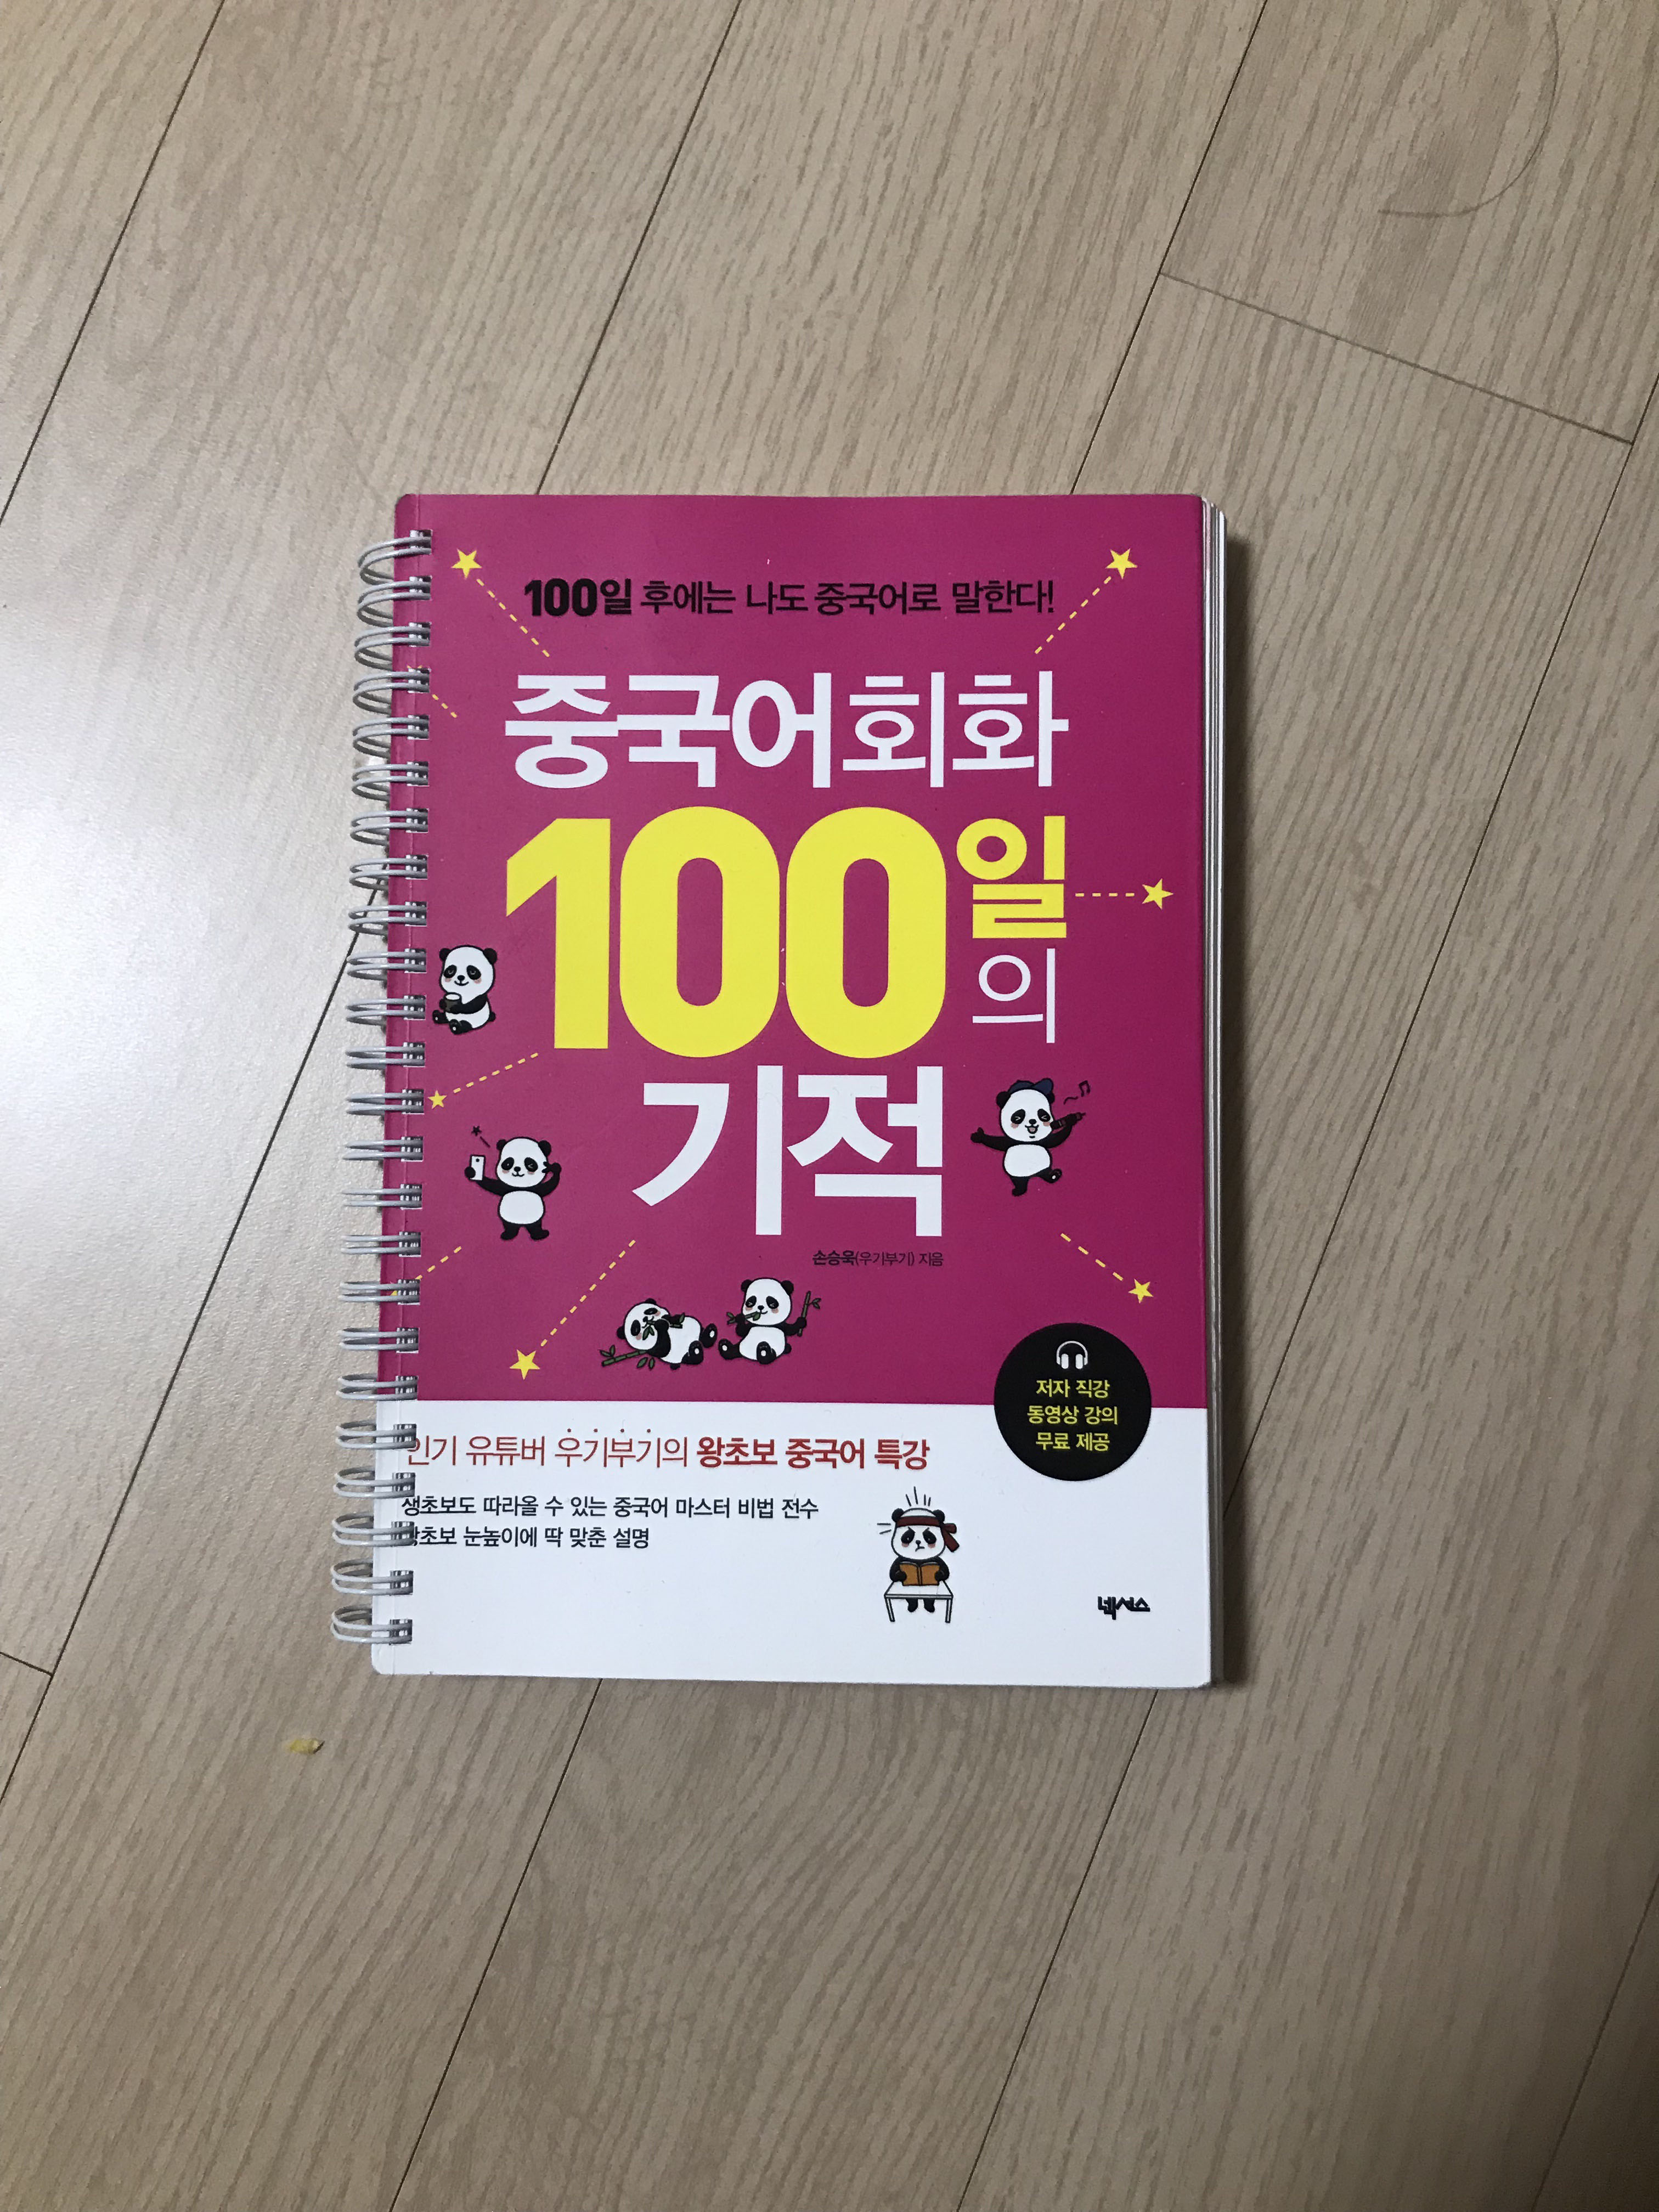 100일 후에는 나도 중국어로 말한다!
중국어회화
100일의
기적
손승욱(우기부기) 지음
저자 직강
동영상 강의
무료 제공
인기 유튜버 우기부기의 왕초보 중국어 특강
생초보도 따라올 수 있는 중국어 마스터 비법 전수
왕초보 눈높이에 딱 맞춘 설명
넥서스